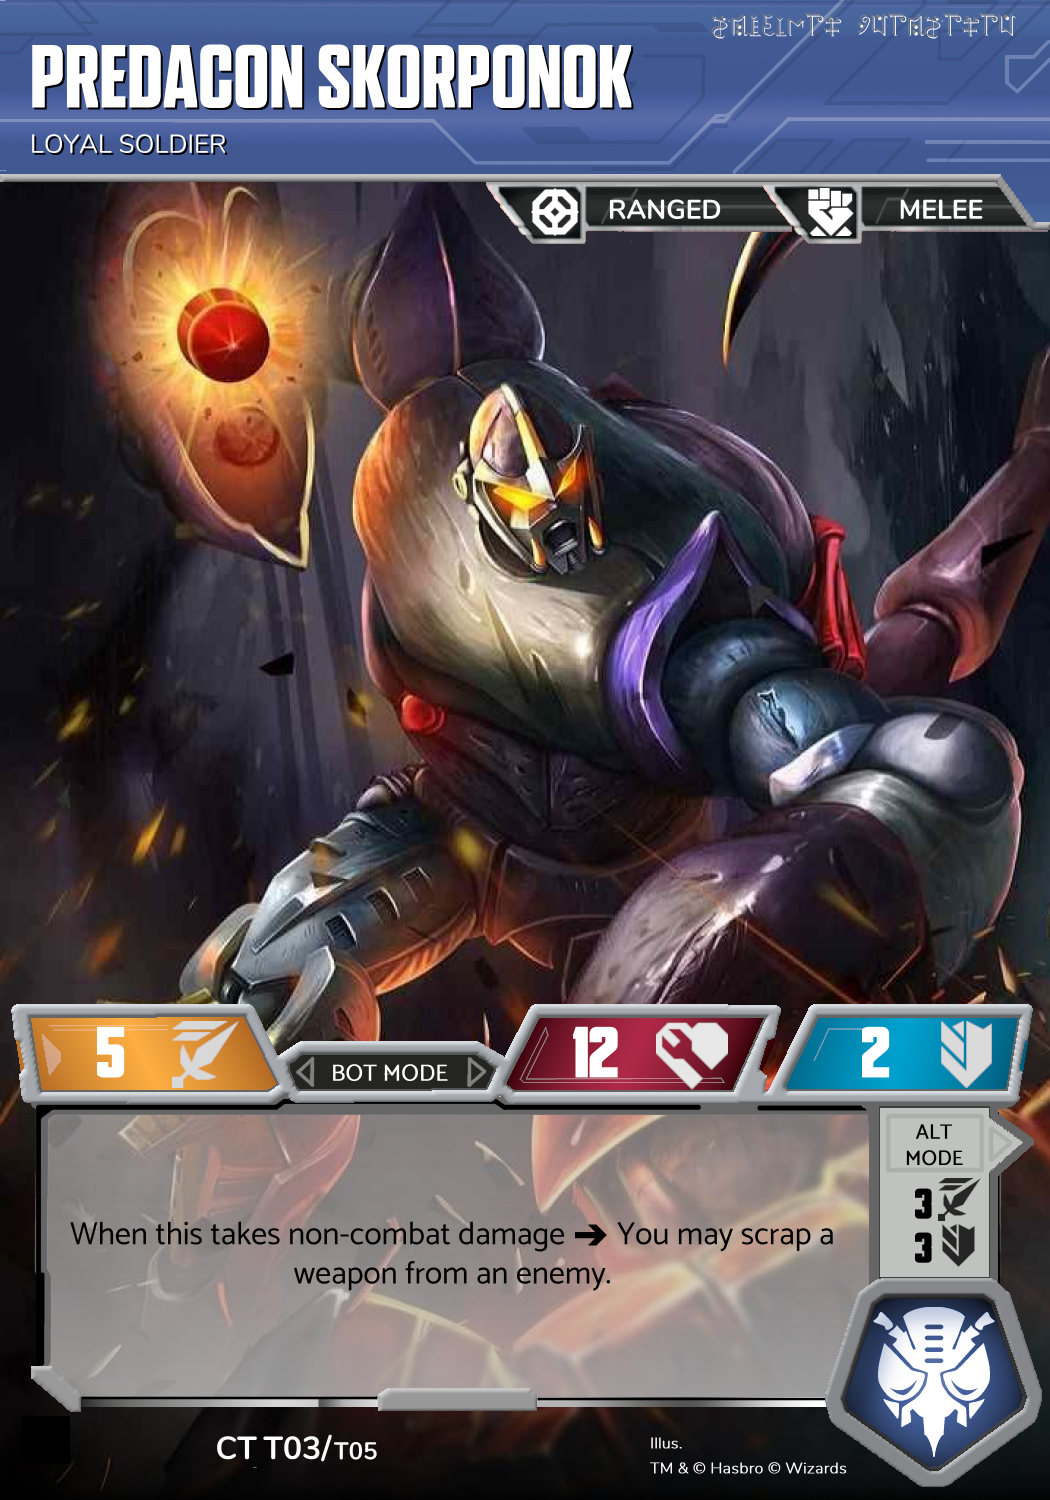 PREDACON SKORPONOK
LOYAL SOLDIER
RANGED
MELEE
5
12
2
BOT MODE
ALT
MODE
3
3
When this takes non-combat damage ➔ You may scrap a
weapon from an enemy.
CT T03/T05
Illus.
TM & © Hasbro © Wizards